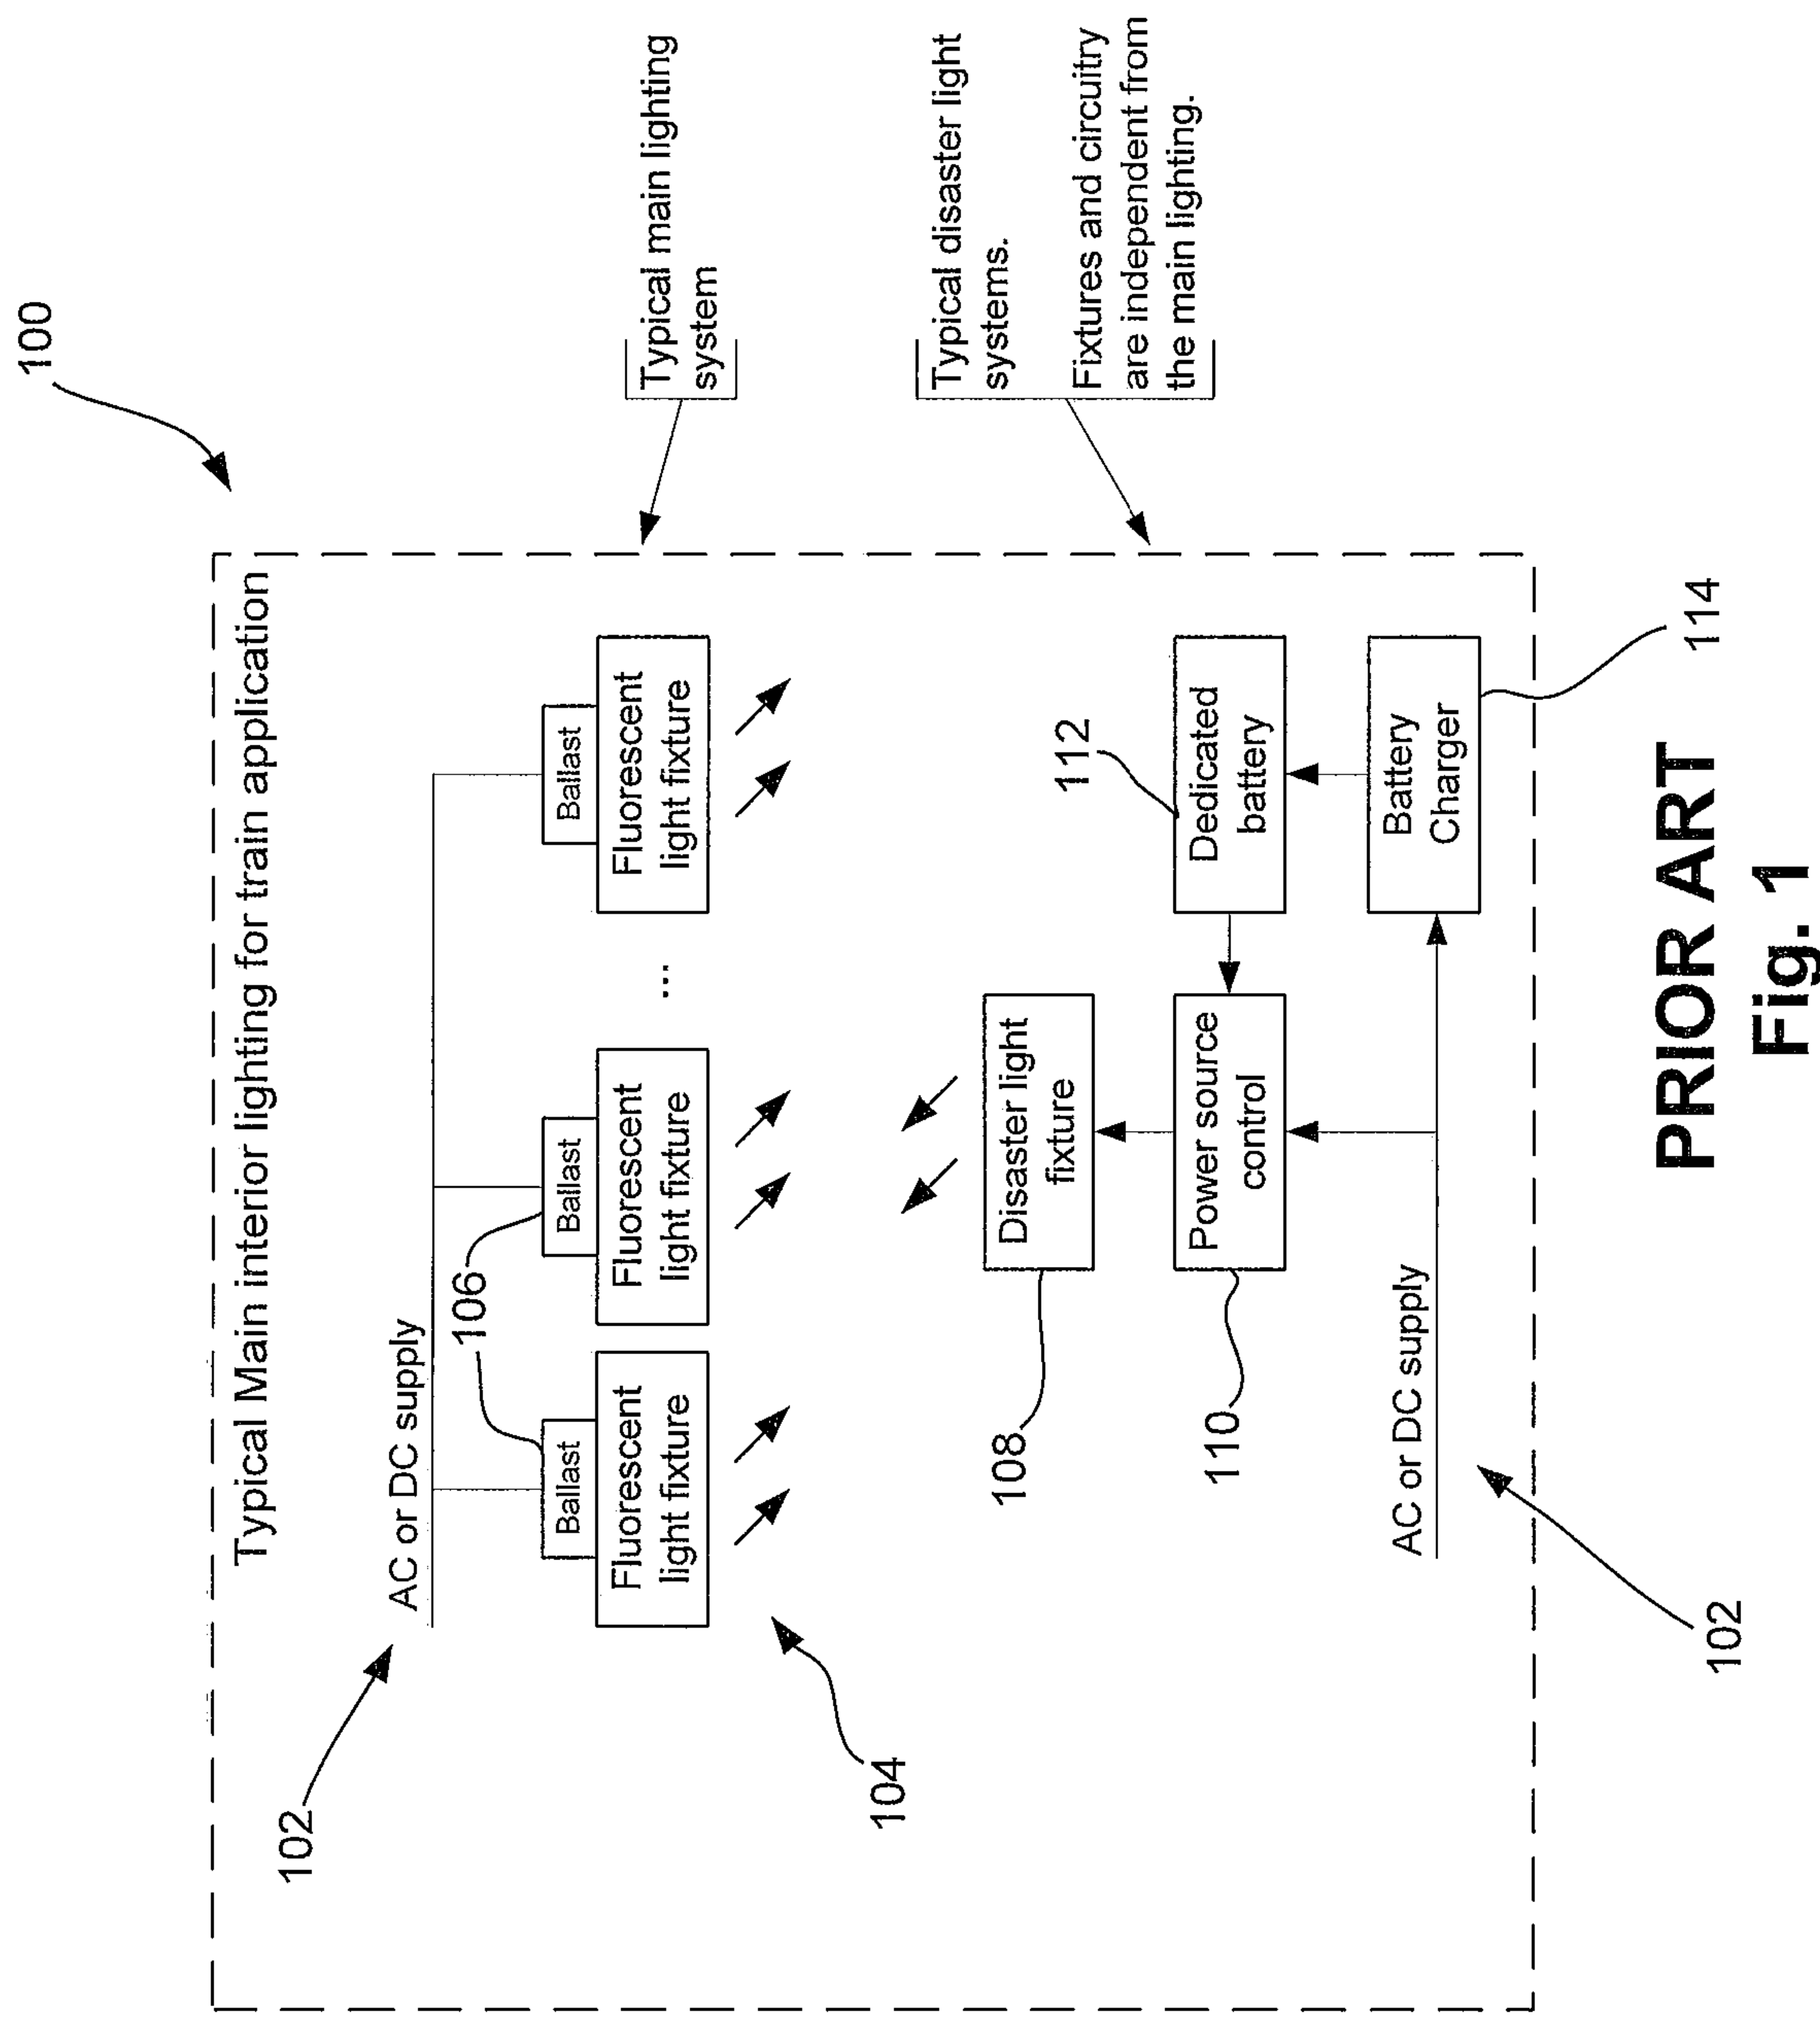 100
Typical Main interior lighting for train application
102
AC or DC supply
106
Ballast
Ballast
Ballast
Fluorescent
light fixture
Fluorescent
light fixture
...
Fluorescent
light fixture
Typical main lighting
system
104
108
Disaster light
fixture
Typical disaster light
systems.
Fixtures and circuitry
are independent from
the main lighting.
112
110
Power source
control
Dedicated
battery
AC or DC supply
Battery
Charger
102
114
PRIOR ART
Fig. 1